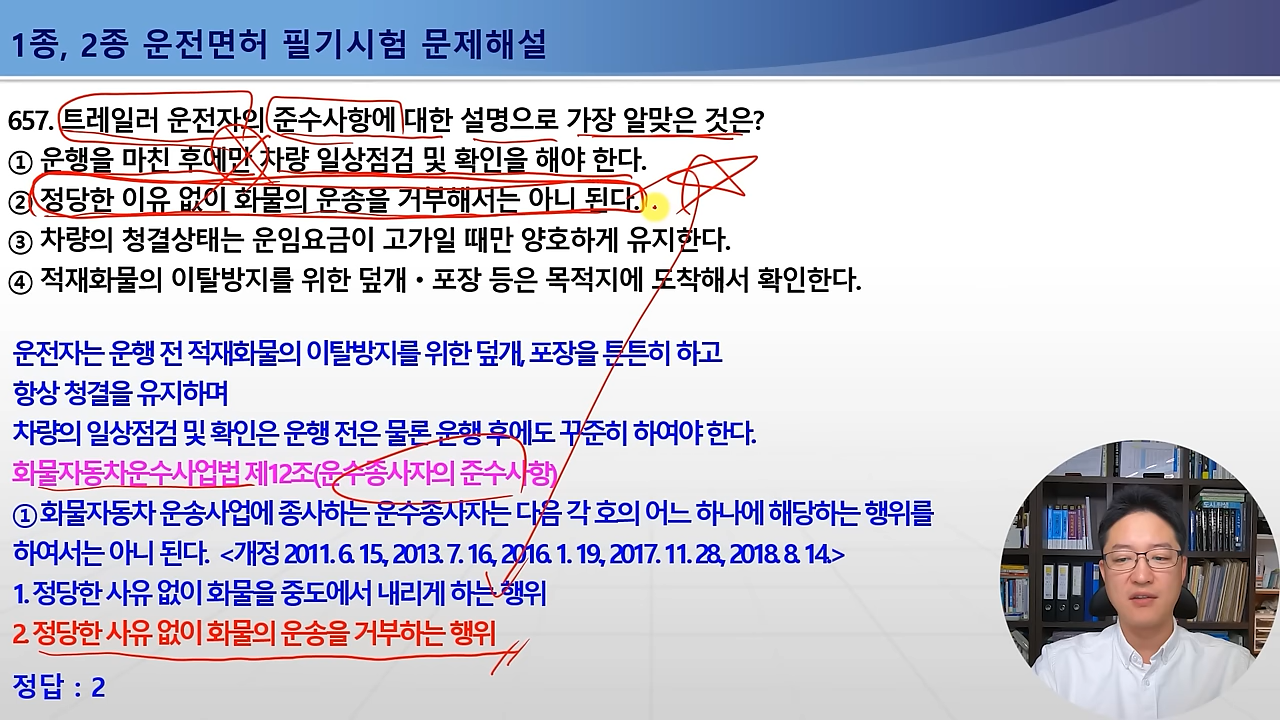 1종, 2종 운전면허 필기시험 문제해설
657. 트레일러 운전자의 준수사항에 대한 설명으로 가장 알맞은 것은?
① 운행을 마친 후에만 차량 일상점검 및 확인을 해야 한다.
② 정당한 이유 없이 화물의 운송을 거부해서는 아니 된다. .
③ 차량의 청결상태는 운임요금이 고가일 때만 양호하게 유지한다.
④ 적재화물의 이탈방지를 위한 덮개・포장 등은 목적지에 도착해서 확인한다.
운전자는 운행 전 적재화물의 이탈방지를 위한 덮개, 포장을 튼튼히 하고
항상 청결을 유지하며
차량의 일상점검 및 확인은 운행 전은 물론 운행 후에도 꾸준히 하여야 한다.
화물자동차운수사업법 제12조(운수종사자의 준수사항)
① 화물자동차 운송사업에 종사하는 운수종사자는 다음 각 호의 어느 하나에 해당하는 행위를
하여서는 아니 된다. <개정 2011. 6. 15., 2013. 7. 16., 2016. 1. 19., 2017. 11. 28., 2018. 8. 14.>
1. 정당한 사유 없이 화물을 중도에서 내리게 하는 행위
2. 정당한 사유 없이 화물의 운송을 거부하는 행위
정답 : 2